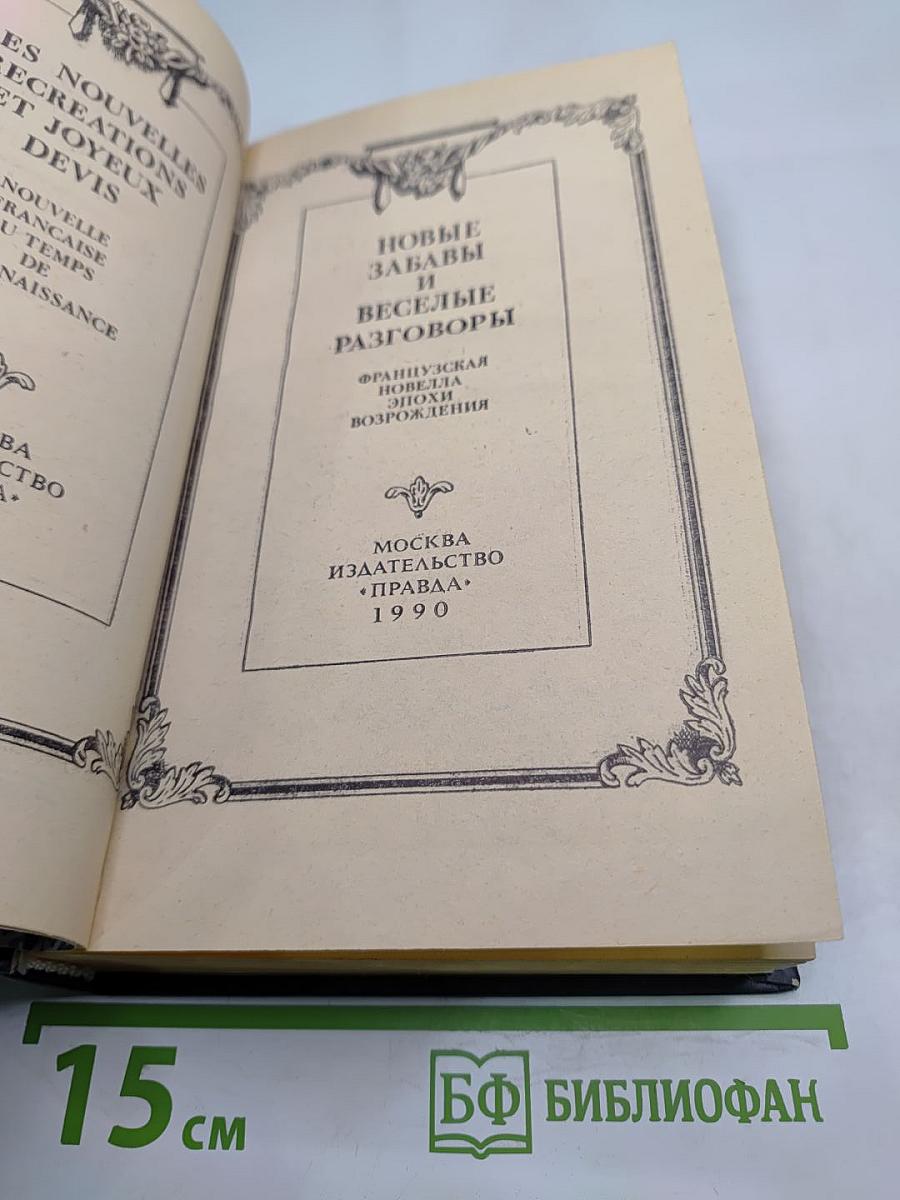 ES NOUVELLES
RECREATIONS
ET JOYEUX
DEVIS
NOUVELLE
FRANCAISE
U TEMPS
DE
NAISSANCE
ВА
СТВО
А»
НОВЫЕ
ЗАБАВЫ
И
ВЕСЕЛЫЕ
РАЗГОВОРЫ
ФРАНЦУЗСКАЯ
НОВЕЛЛА
ЭПОХИ
ВОЗРОЖДЕНИЯ
МОСКВА
ИЗДАТЕЛЬСТВО
«ПРАВДА»
1990
15 см
БФ БИБЛИОФАН